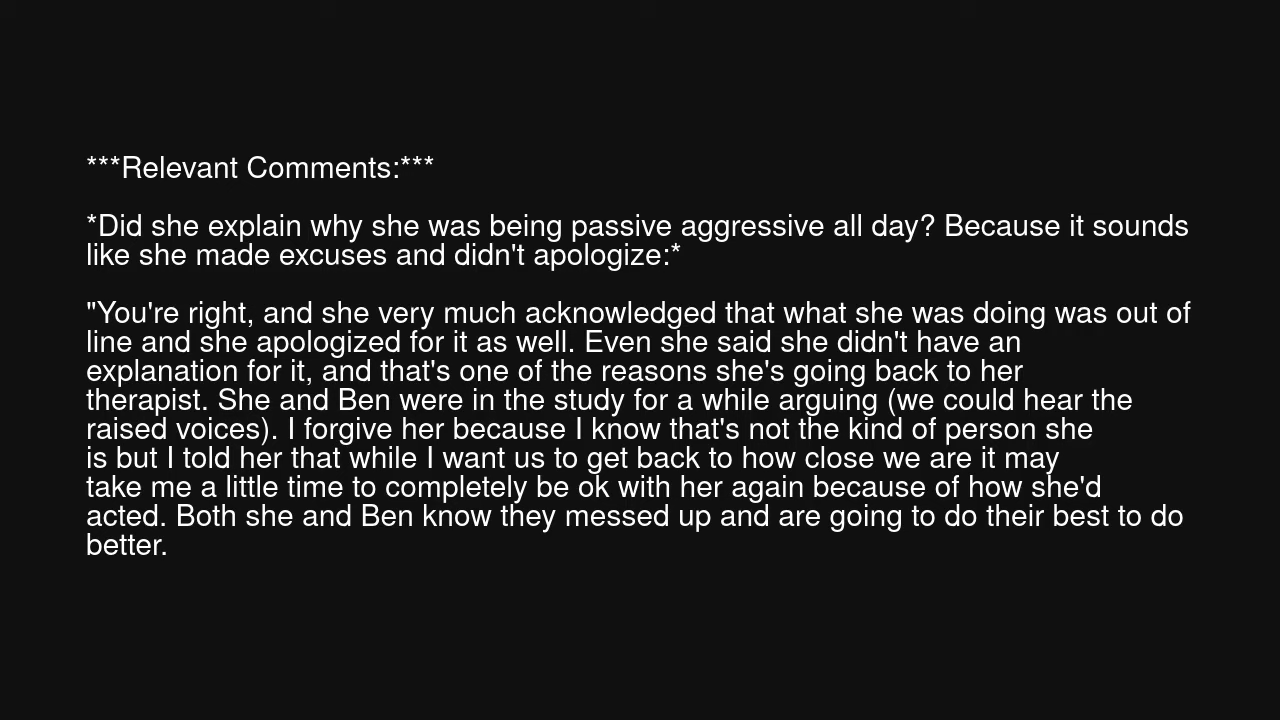 ***Relevant Comments:***
*Did she explain why she was being passive aggressive all day? Because it sounds
like she made excuses and didn't apologize:*
"You're right, and she very much acknowledged that what she was doing was out of
line and she apologized for it as well. Even she said she didn't have an
explanation for it, and that's one of the reasons she's going back to her
therapist. She and Ben were in the study for a while arguing (we could hear the
raised voices). I forgive her because I know that's not the kind of person she
is but I told her that while I want us to get back to how close we are it may
take me a little time to completely be ok with her again because of how she'd
acted. Both she and Ben know they messed up and are going to do their best to do
better.